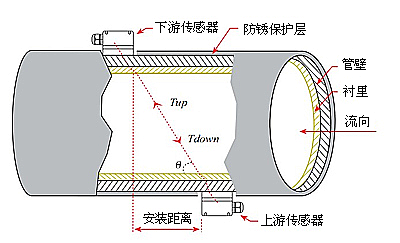 下游传感器
防锈保护层
管壁
衬里
流向
Tup
Tdown
θ
安装距离
上游传感器